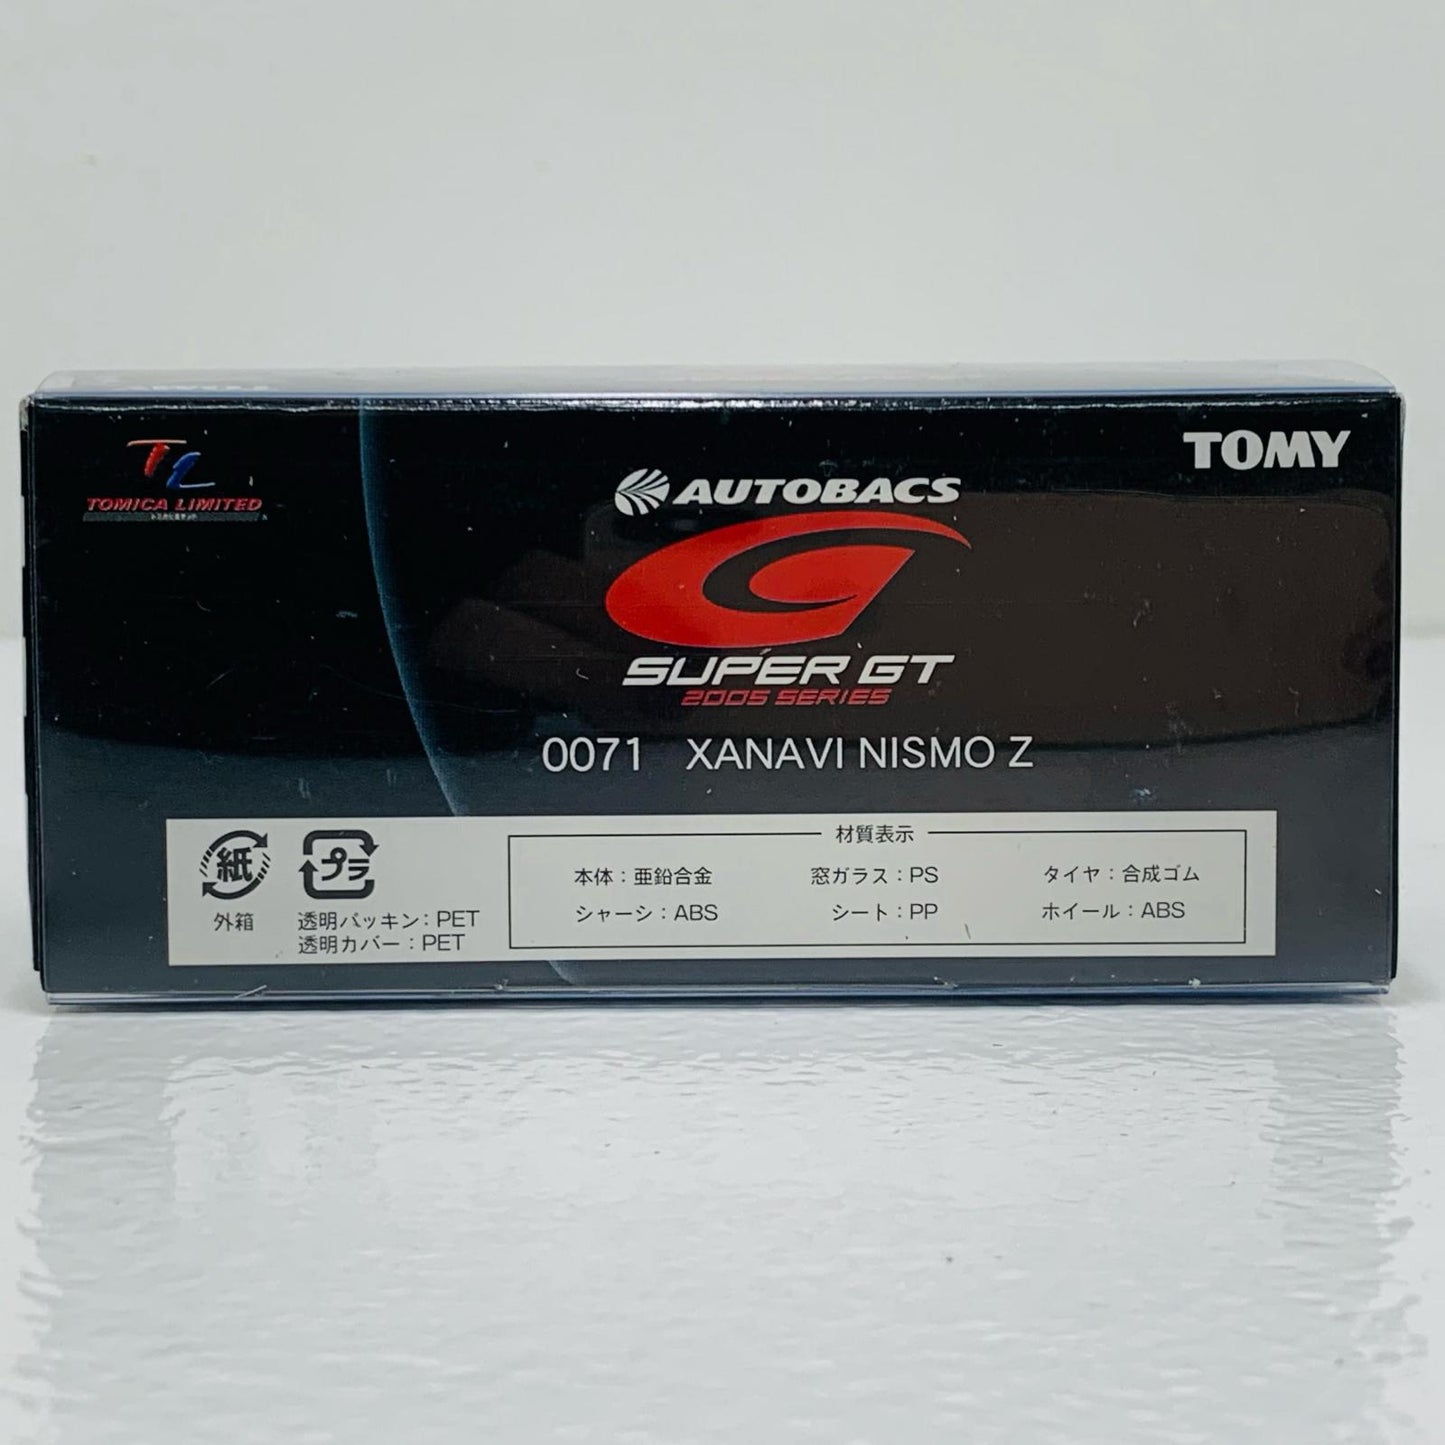 TL
TOMICA LIMITED
TOMY
AUTOBACS
SUPER GT
2005 SERIES
0071 XANAVI NISMO Z
紙
外箱
プラ
透明パッキン：PET
透明カバー：PET
材質表示
本体：亜鉛合金 窓ガラス：PS タイヤ：合成ゴム
シャーシ：ABS シート：PP ホイール：ABS